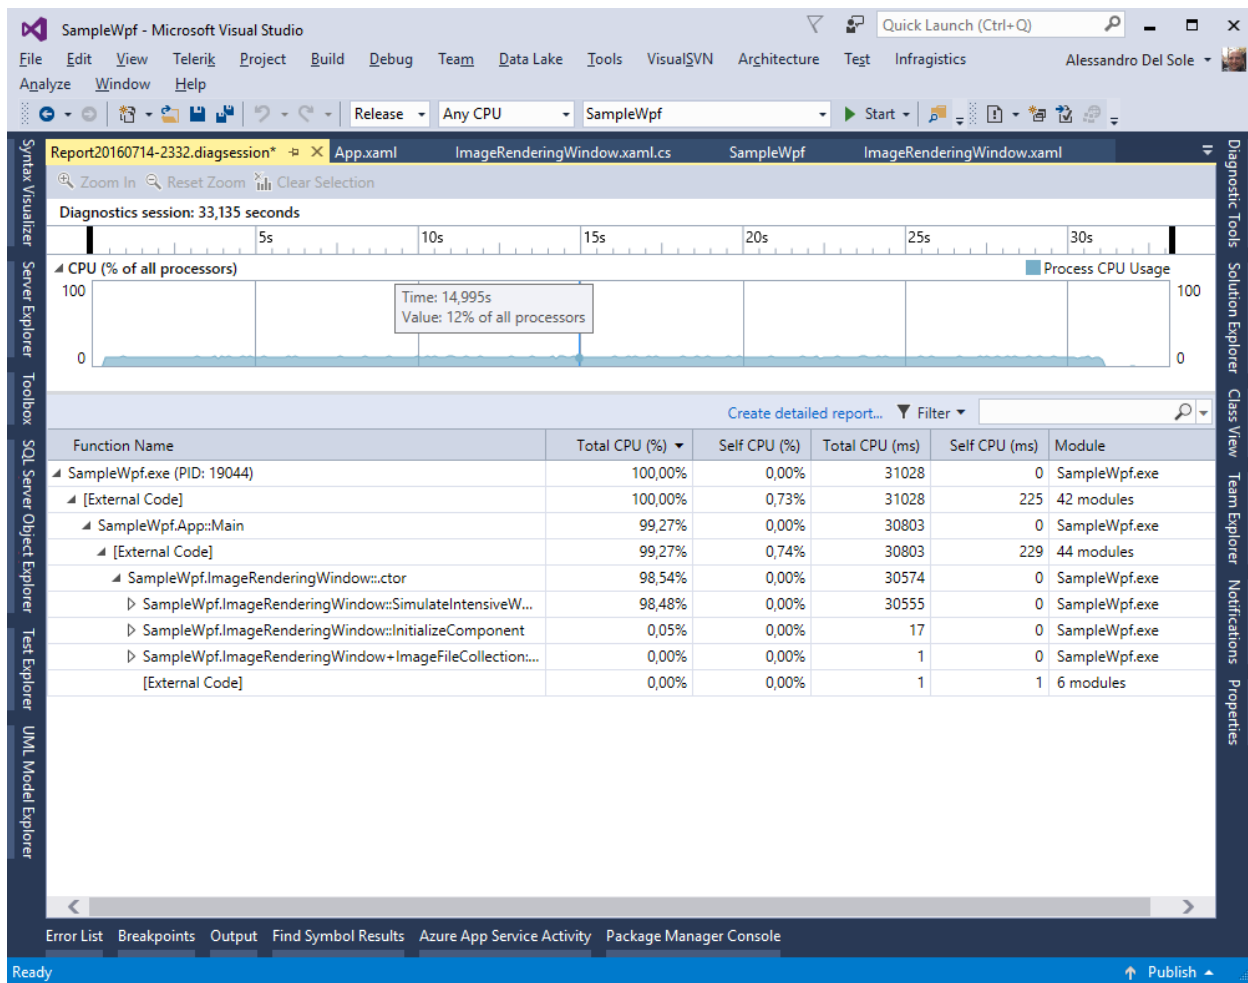 SampleWpf - Microsoft Visual Studio
Quick Launch (Ctrl+Q)
File Edit View Telerik Project Build Debug Team Data Lake Tools VisualSVN Architecture Test Infragistics Alessandro Del Sole
Analyze Window Help
Release Any CPU SampleWpf Start
Report20160714-2332.diagsession* App.xaml ImageRenderingWindow.xaml.cs SampleWpf ImageRenderingWindow.xaml
Zoom In Reset Zoom Clear Selection
Diagnostics session: 33,135 seconds
5s 10s 15s 20s 25s 30s
CPU (% of all processors) Process CPU Usage
100 100
Time: 14,995s
Value: 12% of all processors
0 0
Create detailed report... Filter
Function Name Total CPU (%) Self CPU (%) Total CPU (ms) Self CPU (ms) Module
SampleWpf.exe (PID: 19044) 100,00% 0,00% 31028 0 SampleWpf.exe
[External Code] 100,00% 0,73% 31028 225 42 modules
SampleWpf.App::Main 99,27% 0,00% 30803 0 SampleWpf.exe
[External Code] 99,27% 0,74% 30803 229 44 modules
SampleWpf.ImageRenderingWindow::.ctor 98,54% 0,00% 30574 0 SampleWpf.exe
SampleWpf.ImageRenderingWindow::SimulateIntensiveW... 98,48% 0,00% 30555 0 SampleWpf.exe
SampleWpf.ImageRenderingWindow::InitializeComponent 0,05% 0,00% 17 0 SampleWpf.exe
SampleWpf.ImageRenderingWindow+ImageFileCollection:... 0,00% 0,00% 1 0 SampleWpf.exe
[External Code] 0,00% 0,00% 1 1 6 modules
Syntax Visualizer
Server Explorer
Toolbox
SQL Server Object Explorer
Test Explorer
UML Model Explorer
Diagnostic Tools
Solution Explorer
Class View
Team Explorer
Notifications
Properties
Error List Breakpoints Output Find Symbol Results Azure App Service Activity Package Manager Console
Ready Publish